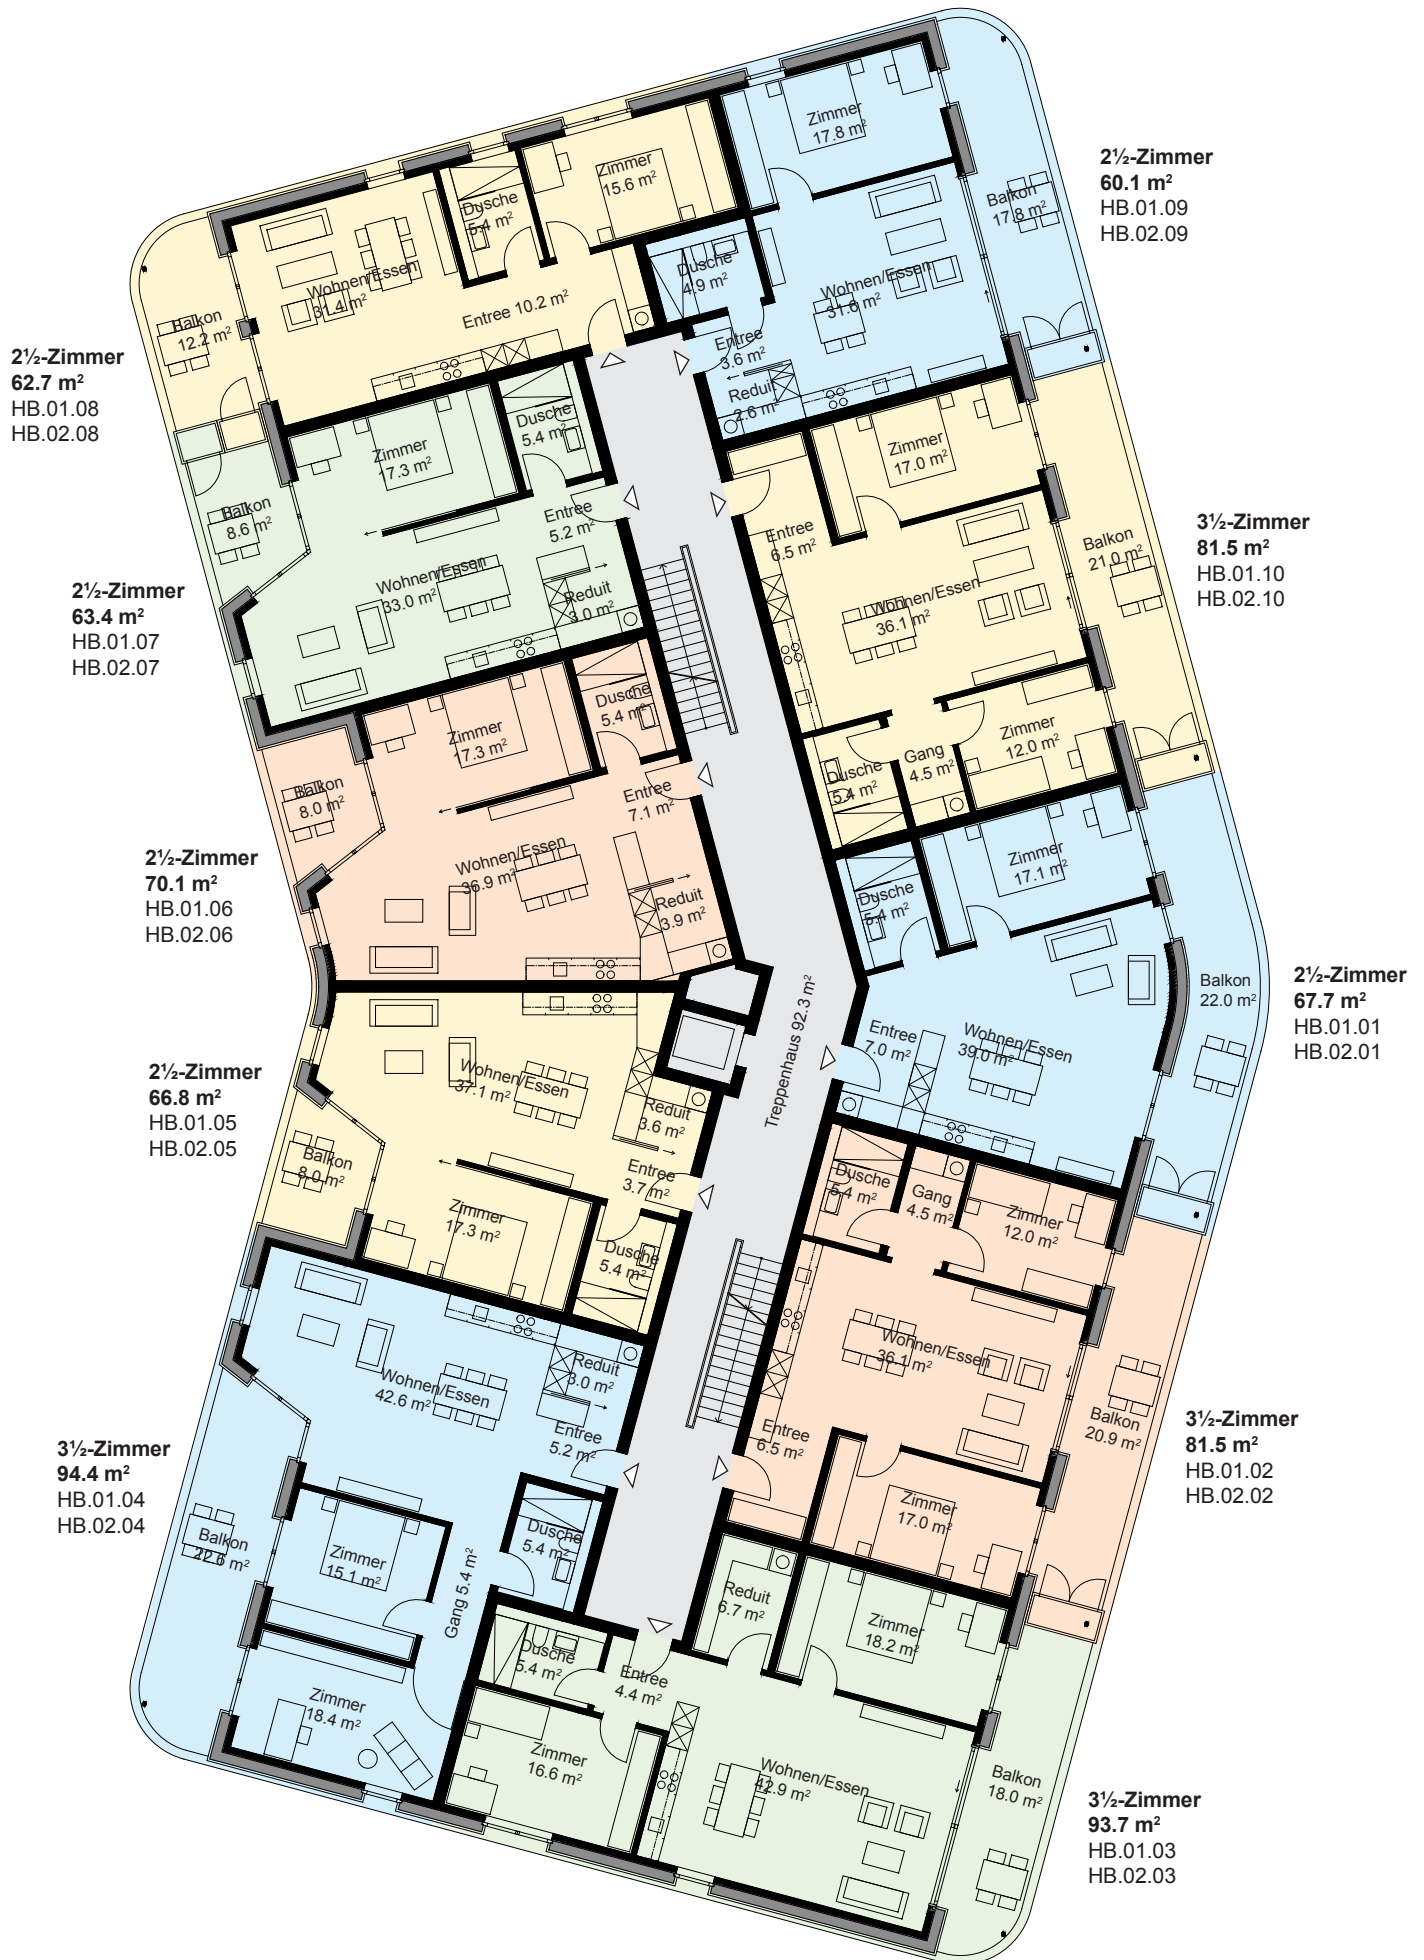 2½-Zimmer
60.1 m²
HB.01.09
HB.02.09
Zimmer
17.8 m²
Balkon
17.8 m²
Wohnen/Essen
31.6 m²
Dusche
4.9 m²
Entree
3.6 m²
Reduit
2.6 m²
2½-Zimmer
62.7 m²
HB.01.08
HB.02.08
Zimmer
15.6 m²
Dusche
5.4 m²
Wohnen/Essen
31.4 m²
Entree 10.2 m²
Balkon
12.2 m²
2½-Zimmer
63.4 m²
HB.01.07
HB.02.07
Zimmer
17.3 m²
Dusche
5.4 m²
Entree
5.2 m²
Balkon
8.6 m²
Wohnen/Essen
33.0 m²
Reduit
3.0 m²
3½-Zimmer
81.5 m²
HB.01.10
HB.02.10
Zimmer
17.0 m²
Entree
6.5 m²
Balkon
21.0 m²
Wohnen/Essen
36.1 m²
Zimmer
12.0 m²
Gang
4.5 m²
Dusche
5.4 m²
2½-Zimmer
70.1 m²
HB.01.06
HB.02.06
Dusche
5.4 m²
Zimmer
17.3 m²
Balkon
8.0 m²
Entree
7.1 m²
Wohnen/Essen
36.9 m²
Reduit
3.9 m²
2½-Zimmer
67.7 m²
HB.01.01
HB.02.01
Zimmer
17.1 m²
Dusche
5.4 m²
Balkon
22.0 m²
Entree
7.0 m²
Wohnen/Essen
39.0 m²
Treppenhaus 92.3 m²
2½-Zimmer
66.8 m²
HB.01.05
HB.02.05
Wohnen/Essen
37.1 m²
Reduit
3.6 m²
Entree
3.7 m²
Balkon
8.0 m²
Zimmer
17.3 m²
Dusche
5.4 m²
3½-Zimmer
81.5 m²
HB.01.02
HB.02.02
Dusche
5.4 m²
Gang
4.5 m²
Zimmer
12.0 m²
Wohnen/Essen
36.1 m²
Balkon
20.9 m²
Entree
6.5 m²
Zimmer
17.0 m²
3½-Zimmer
94.4 m²
HB.01.04
HB.02.04
Reduit
3.0 m²
Wohnen/Essen
42.6 m²
Entree
5.2 m²
Balkon
22.6 m²
Zimmer
15.1 m²
Dusche
5.4 m²
Gang 5.4 m²
Zimmer
18.4 m²
3½-Zimmer
93.7 m²
HB.01.03
HB.02.03
Reduit
6.7 m²
Zimmer
18.2 m²
Dusche
5.4 m²
Entree
4.4 m²
Zimmer
16.6 m²
Wohnen/Essen
42.9 m²
Balkon
18.0 m²